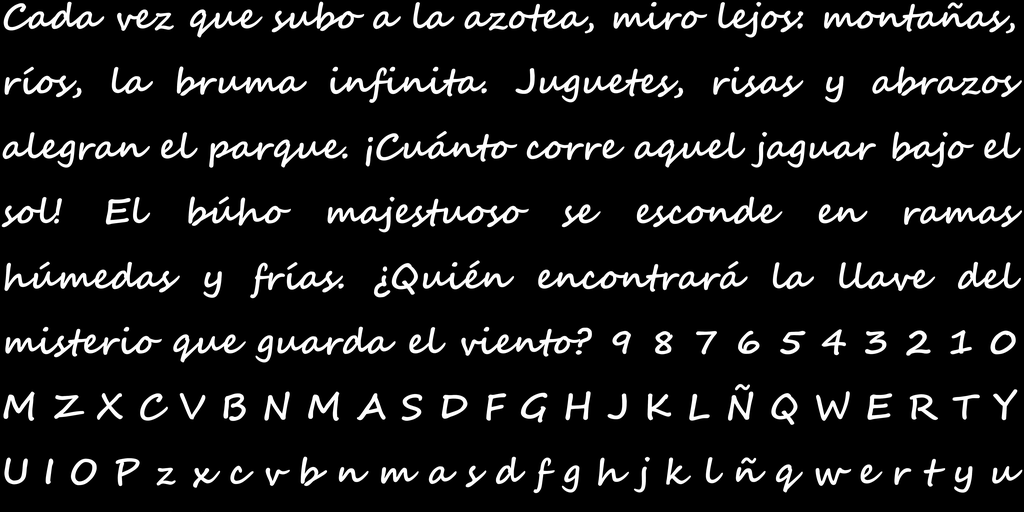 Cada vez que subo a la azotea, miro lejos: montañas,
ríos, la bruma infinita. Juguetes, risas y abrazos
alegran el parque. ¡Cuánto corre aquel jaguar bajo el
sol! El búho majestuoso se esconde en ramas
húmedas y frías. ¿Quién encontrará la llave del
misterio que guarda el viento? 9 8 7 6 5 4 3 2 1 0
M Z X C V B N M A S D F G H J K L Ñ Q W E R T Y
U I O P z x c v b n m a s d f g h j k l ñ q w e r t y u